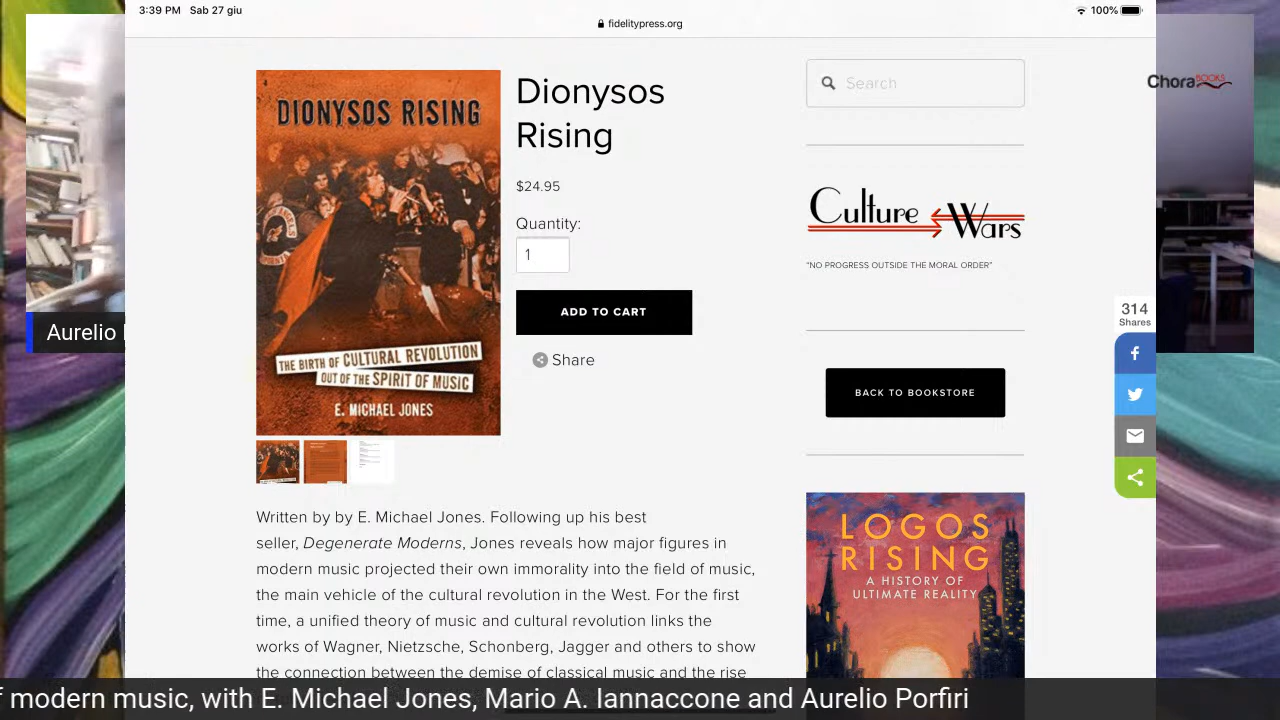 3:39 PM Sab 27 giu
fidelitypress.org
100%
DIONYSOS RISING
THE BIRTH OF CULTURAL REVOLUTION
OUT OF THE SPIRIT OF MUSIC
E. MICHAEL JONES
Dionysos
Rising
$24.95
Quantity:
1
ADD TO CART
Share
Search
Culture Wars
"NO PROGRESS OUTSIDE THE MORAL ORDER"
BACK TO BOOKSTORE
314
Shares
Chora BOOKS
Aurelio
Written by by E. Michael Jones. Following up his best
seller, Degenerate Moderns, Jones reveals how major figures in
modern music projected their own immorality into the field of music,
the main vehicle of the cultural revolution in the West. For the first
time, a unified theory of music and cultural revolution links the
works of Wagner, Nietzsche, Schonberg, Jagger and others to show
the connection between the demise of classical music and the rise
LOGOS
RISING
A HISTORY OF
ULTIMATE REALITY
modern music, with E. Michael Jones, Mario A. Iannaccone and Aurelio Porfiri